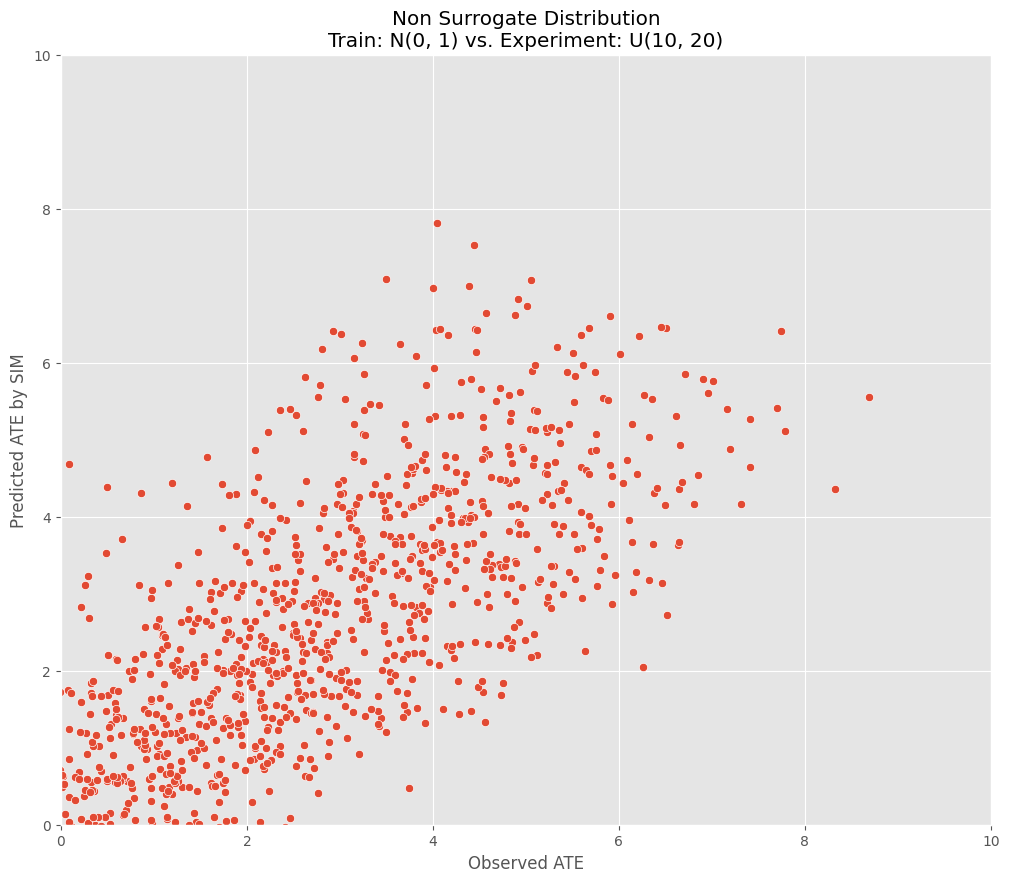 Non Surrogate Distribution
Train: N(0, 1) vs. Experiment: U(10, 20)
10
8
6
4
2
0
Predicted ATE by SIM
0 2 4 6 8 10
Observed ATE